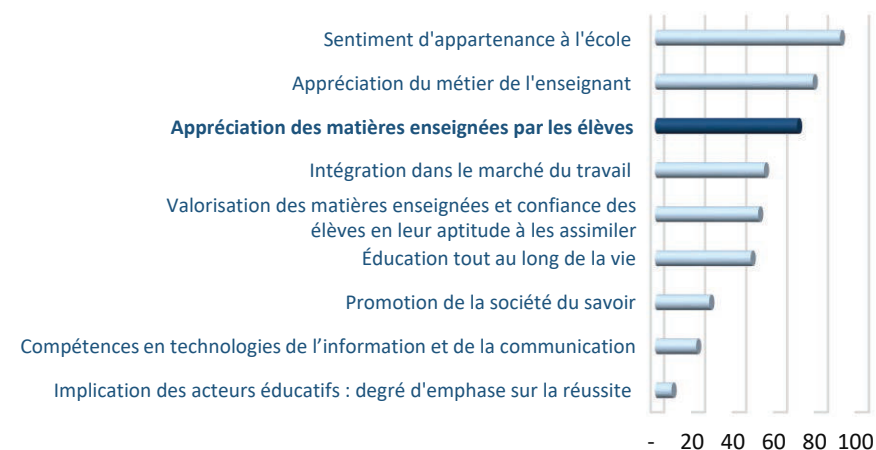 Sentiment d'appartenance à l'école
Appréciation du métier de l'enseignant
Appréciation des matières enseignées par les élèves
Intégration dans le marché du travail
Valorisation des matières enseignées et confiance des
élèves en leur aptitude à les assimiler
Éducation tout au long de la vie
Promotion de la société du savoir
Compétences en technologies de l’information et de la communication
Implication des acteurs éducatifs : degré d'emphase sur la réussite
- 20 40 60 80 100